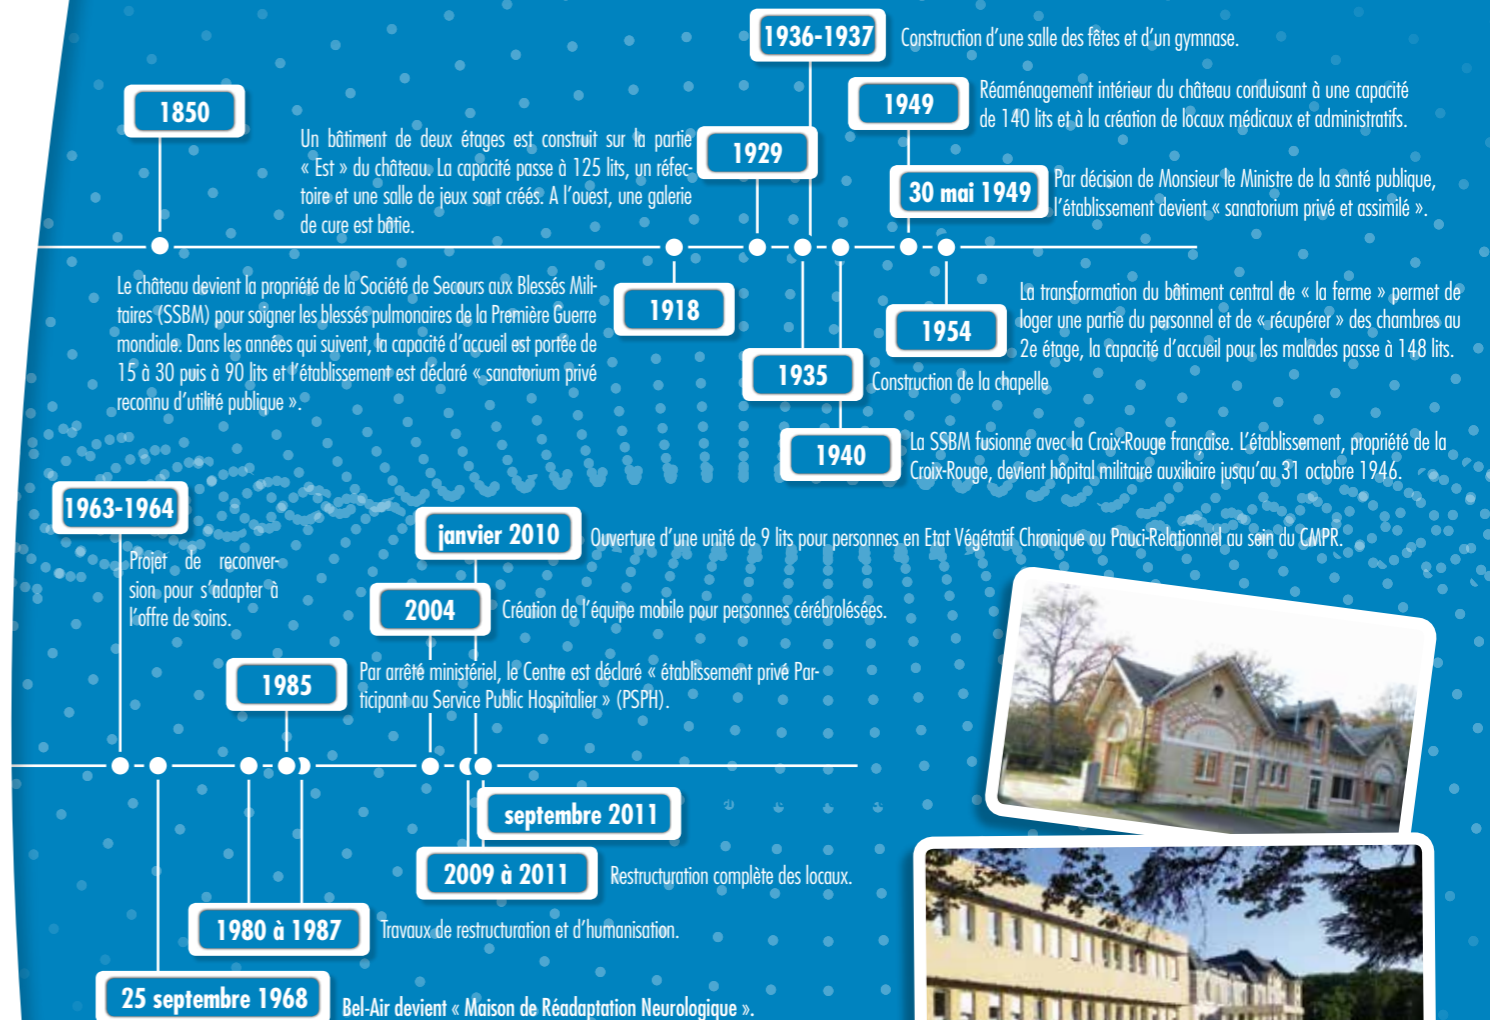 1936-1937
Construction d’une salle des fêtes et d’un gymnase.
1850
1949
Réaménagement intérieur du château conduisant à une capacité
de 140 lits et à la création de locaux médicaux et administratifs.
Un bâtiment de deux étages est construit sur la partie
« Est » du château. La capacité passe à 125 lits, un réfec-
toire et une salle de jeux sont créés. A l’ouest, une galerie
de cure est bâtie.
1929
30 mai 1949
Par décision de Monsieur le Ministre de la santé publique,
l’établissement devient « sanatorium privé et assimilé ».
Le château devient la propriété de la Société de Secours aux Blessés Mili-
taires (SSBM) pour soigner les blessés pulmonaires de la Première Guerre
mondiale. Dans les années qui suivent, la capacité d’accueil est portée de
15 à 30 puis à 90 lits et l’établissement est déclaré « sanatorium privé
reconnu d’utilité publique ».
1918
1954
La transformation du bâtiment central de « la ferme » permet de
loger une partie du personnel et de « récupérer » des chambres au
2e étage, la capacité d’accueil pour les malades passe à 148 lits.
1935
Construction de la chapelle
1940
La SSBM fusionne avec la Croix-Rouge française. L’établissement, propriété de la
Croix-Rouge, devient hôpital militaire auxiliaire jusqu’au 31 octobre 1946.
1963-1964
Projet de reconver-
sion pour s’adapter à
l’offre de soins.
janvier 2010
Ouverture d’une unité de 9 lits pour personnes en Etat Végétatif Chronique ou Pauci-Relationnel au sein du CMPR.
2004
Création de l’équipe mobile pour personnes cérébrolésées.
1985
Par arrêté ministériel, le Centre est déclaré « établissement privé Par-
ticipant au Service Public Hospitalier » (PSPH).
septembre 2011
2009 à 2011
Restructuration complète des locaux.
1980 à 1987
Travaux de restructuration et d’humanisation.
25 septembre 1968
Bel-Air devient « Maison de Réadaptation Neurologique ».